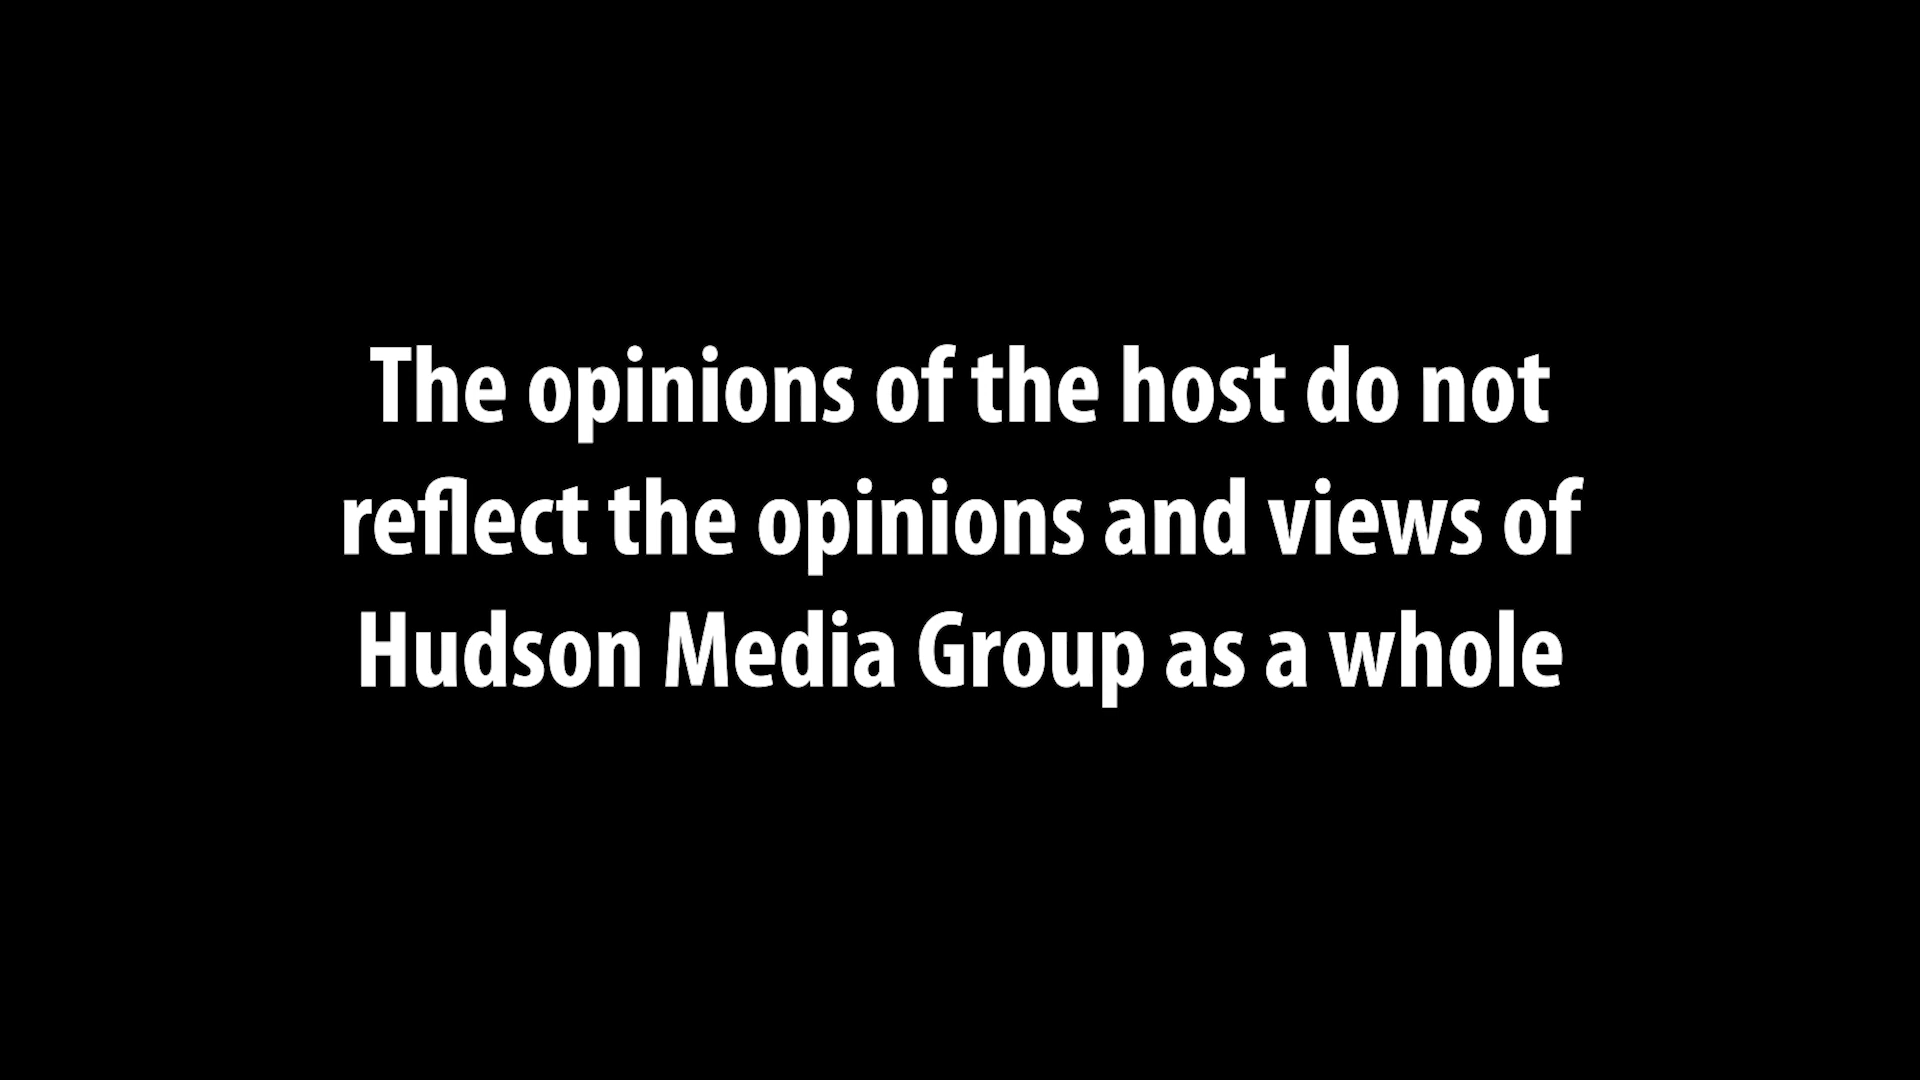 The opinions of the host do not
reflect the opinions and views of
Hudson Media Group as a whole